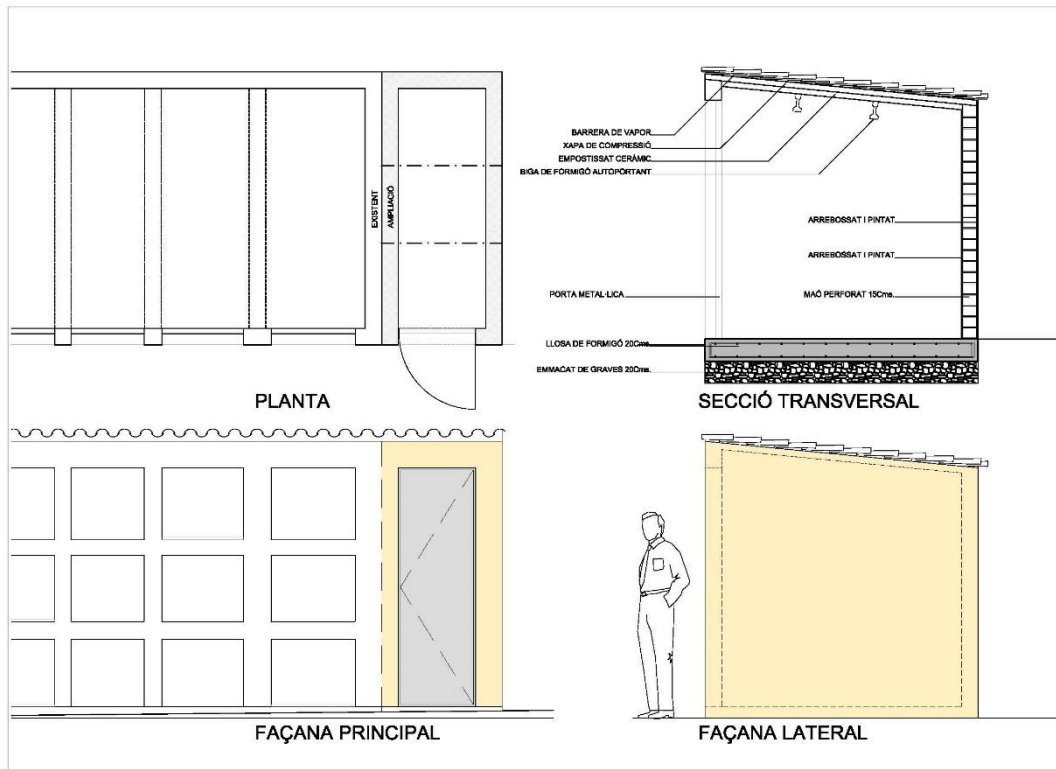 EXISTENT
AMPLIACIÓ
PLANTA
BARRERA DE VAPOR
XAPA DE COMPRESSIÓ
EMPOSTISSAT CERÀMIC
BIGA DE FORMIGÓ AUTOPORTANT
ARREBOSSAT I PINTAT
ARREBOSSAT I PINTAT
PORTA METAL·LICA
MAÓ PERFORAT 15Cms.
LLOSA DE FORMIGÓ 20Cms.
EMMACAT DE GRAVES 20Cms.
SECCIÓ TRANSVERSAL
FAÇANA PRINCIPAL
FAÇANA LATERAL